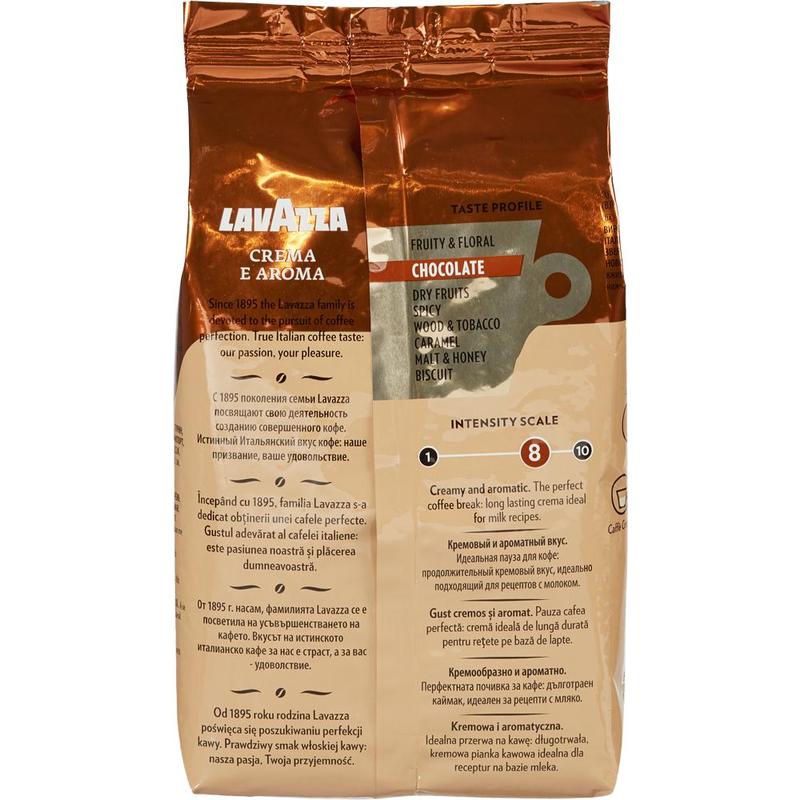 LAVAZZA
CREMA
E AROMA
Since 1895 the Lavazza family is
devoted to the pursuit of coffee
perfection. True Italian coffee taste:
our passion, your pleasure.
С 1895 поколения семьи Lavazza
посвящают свою деятельность
созданию совершенного кофе.
Истинный Итальянский вкус кофе: наше
призвание, ваше удовольствие.
Începând cu 1895, familia Lavazza s-a
dedicat obținerii unei cafele perfecte.
Gustul adevărat al cafelei italiene:
este pasiunea noastră și plăcerea
dumneavoastră.
От 1895 г. насам, фамилията Lavazza се е
посветила на усъвършенстването на
кафето. Вкусът на истинското
италианско кафе за нас е страст, а за вас
- удоволствие.
Od 1895 roku rodzina Lavazza
poświęca się poszukiwaniu perfekcji
kawy. Prawdziwy smak włoskiej kawy:
nasza pasja, Twoja przyjemność.
TASTE PROFILE
FRUITY & FLORAL
CHOCOLATE
DRY FRUITS
SPICY
WOOD & TOBACCO
CARAMEL
MALT & HONEY
BISCUIT
INTENSITY SCALE
1 8 10
Creamy and aromatic. The perfect
coffee break: long lasting crema ideal
for milk recipes.
Кремовый и ароматный вкус.
Идеальная пауза для кофе:
продолжительный кремовый вкус, идеально
подходящий для рецептов с молоком.
Gust cremos și aromat. Pauza cafea
perfectă: cremă ideală de lungă durată
pentru rețete pe bază de lapte.
Кремообразно и ароматно.
Перфектната почивка за кафе: дълготраен
каймак, идеален за рецепти с мляко.
Kremowa i aromatyczna.
Idealna przerwa na kawę: długotrwała,
kremowa pianka kawowa idealna dla
receptur na bazie mleka.
Caffè